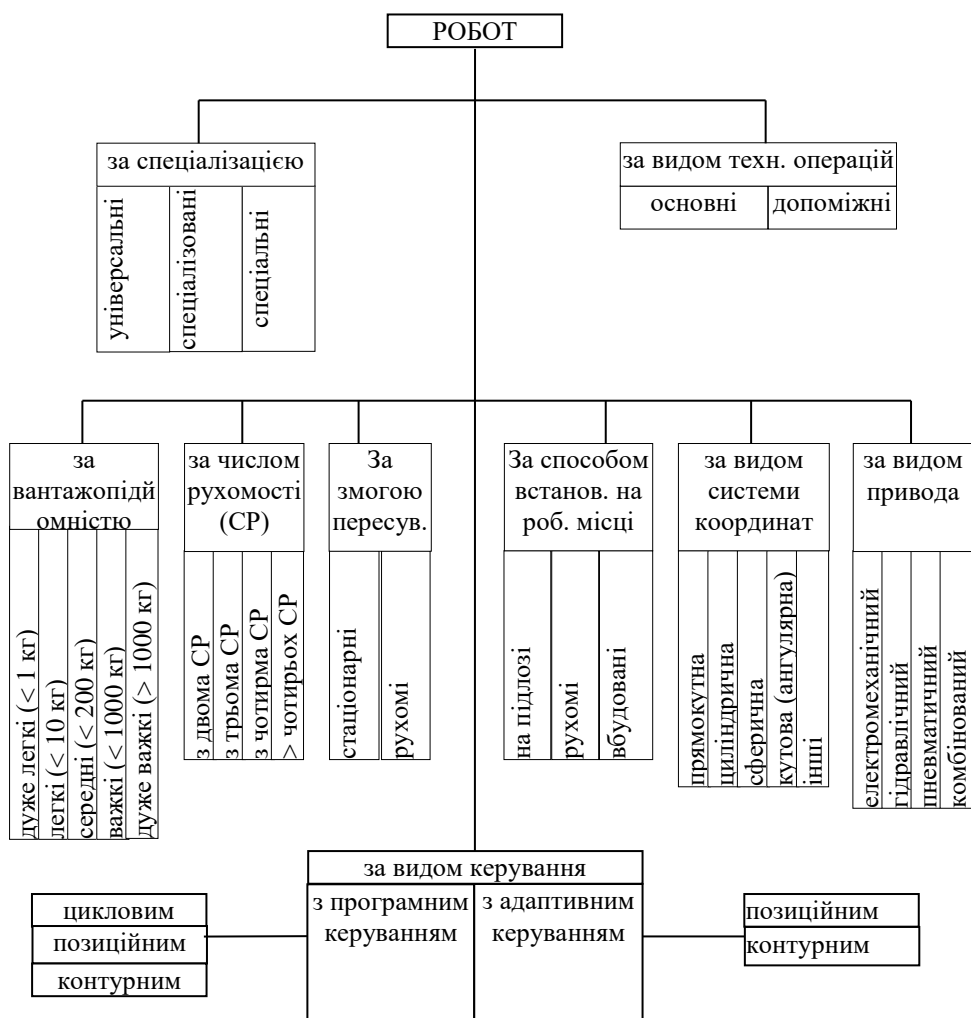 РОБОТ
за спеціалізацією
універсальні
спеціалізовані
спеціальні
за видом техн. операцій
основні
допоміжні
за
вантажопідй
омністю
дуже легкі (< 1 кг)
легкі (< 10 кг)
середні (< 200 кг)
важкі (< 1000 кг)
дуже важкі (> 1000 кг)
за числом
рухомості
(СР)
з двома СР
з трьома СР
з чотирма СР
> чотирьох СР
За
змогою
пересув.
стаціонарні
рухомі
За способом
встанов. на
роб. місці
на підлозі
рухомі
вбудовані
за видом
системи
координат
прямокутна
циліндрична
сферична
кутова (ангулярна)
інші
за видом
привода
електромеханічний
гідравлічний
пневматичний
комбінований
за видом керування
з програмним
керуванням
з адаптивним
керуванням
цикловим
позиційним
контурним
позиційним
контурним